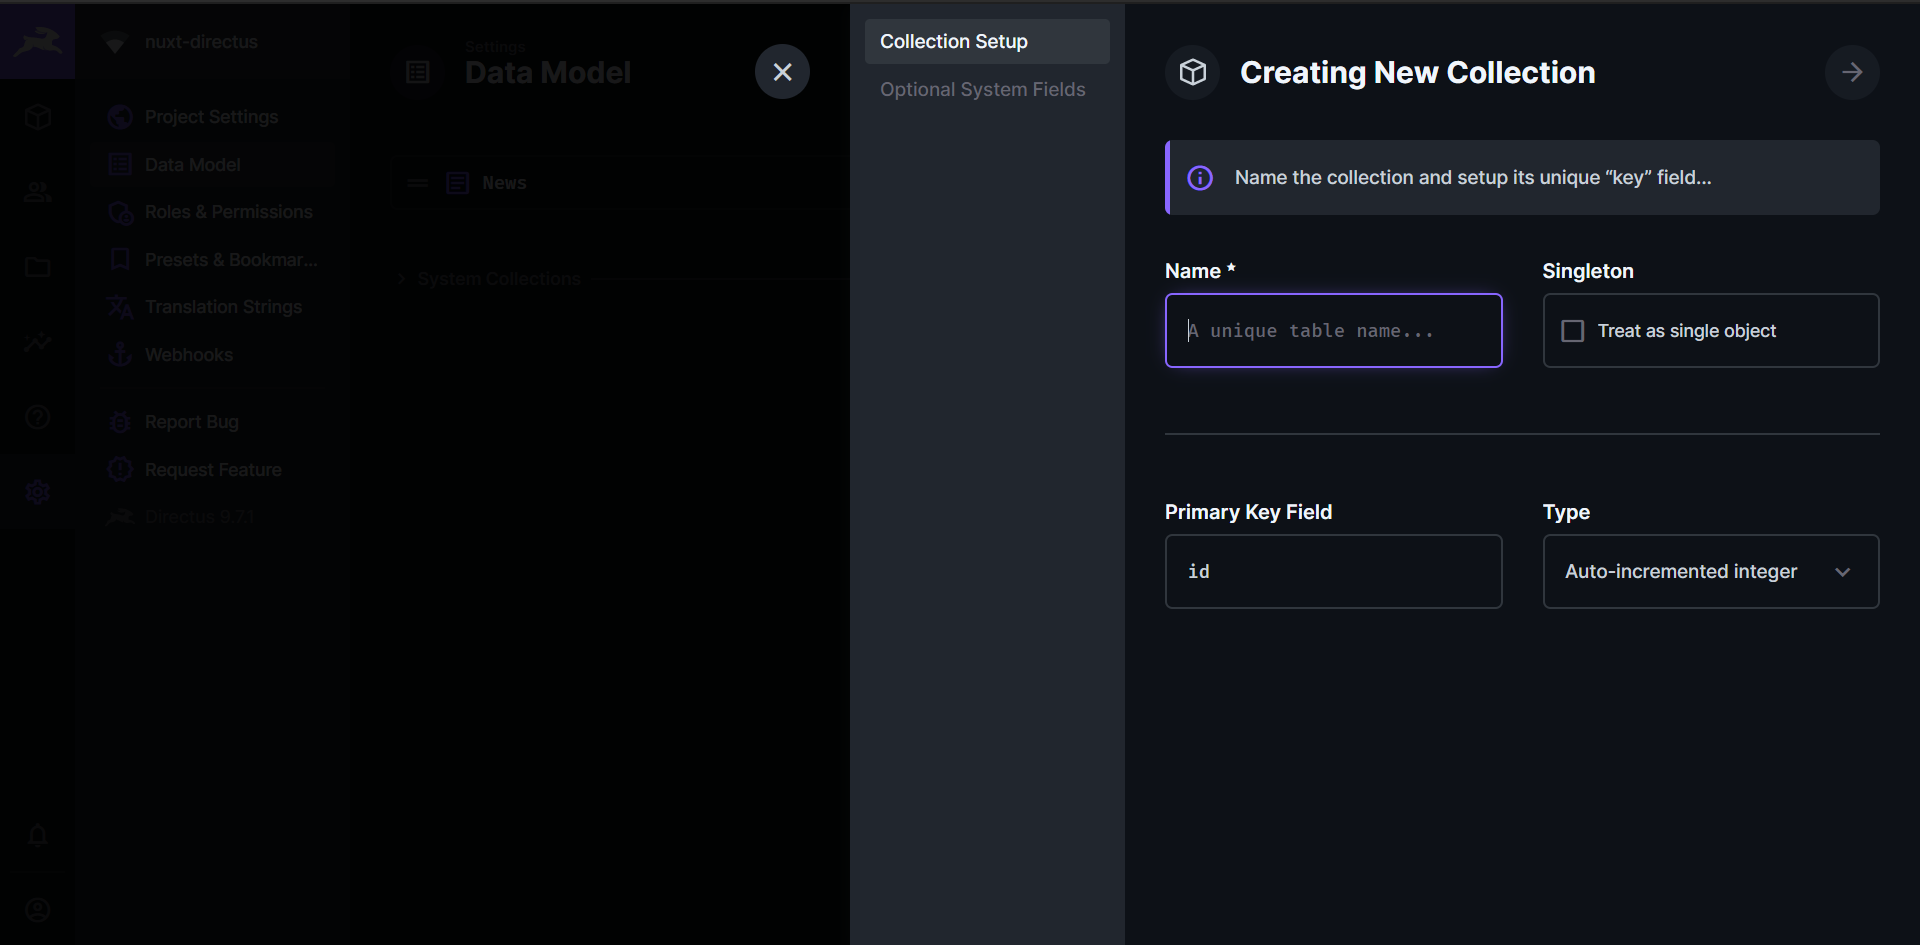 nuxt-directus
Project Settings
Data Model
Roles & Permissions
Presets & Bookmar...
Translation Strings
Webhooks
Report Bug
Request Feature
Directus 9.7.1
Settings
Data Model
News
System Collections
Collection Setup
Optional System Fields
Creating New Collection
Name the collection and setup its unique “key” field...
Name *
A unique table name...
Singleton
Treat as single object
Primary Key Field
id
Type
Auto-incremented integer